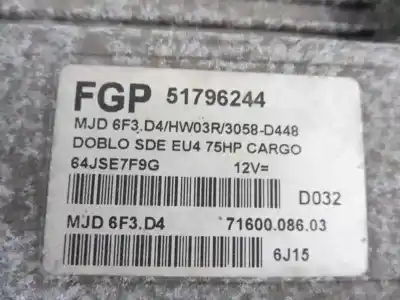 FGP 51796244
MJD 6F3.D4/HW03R/3058-D448
DOBLO SDE EU4 75HP CARGO
64JSE7F9G 12V=
D032
MJD 6F3.D4 71600.086.03
6J15